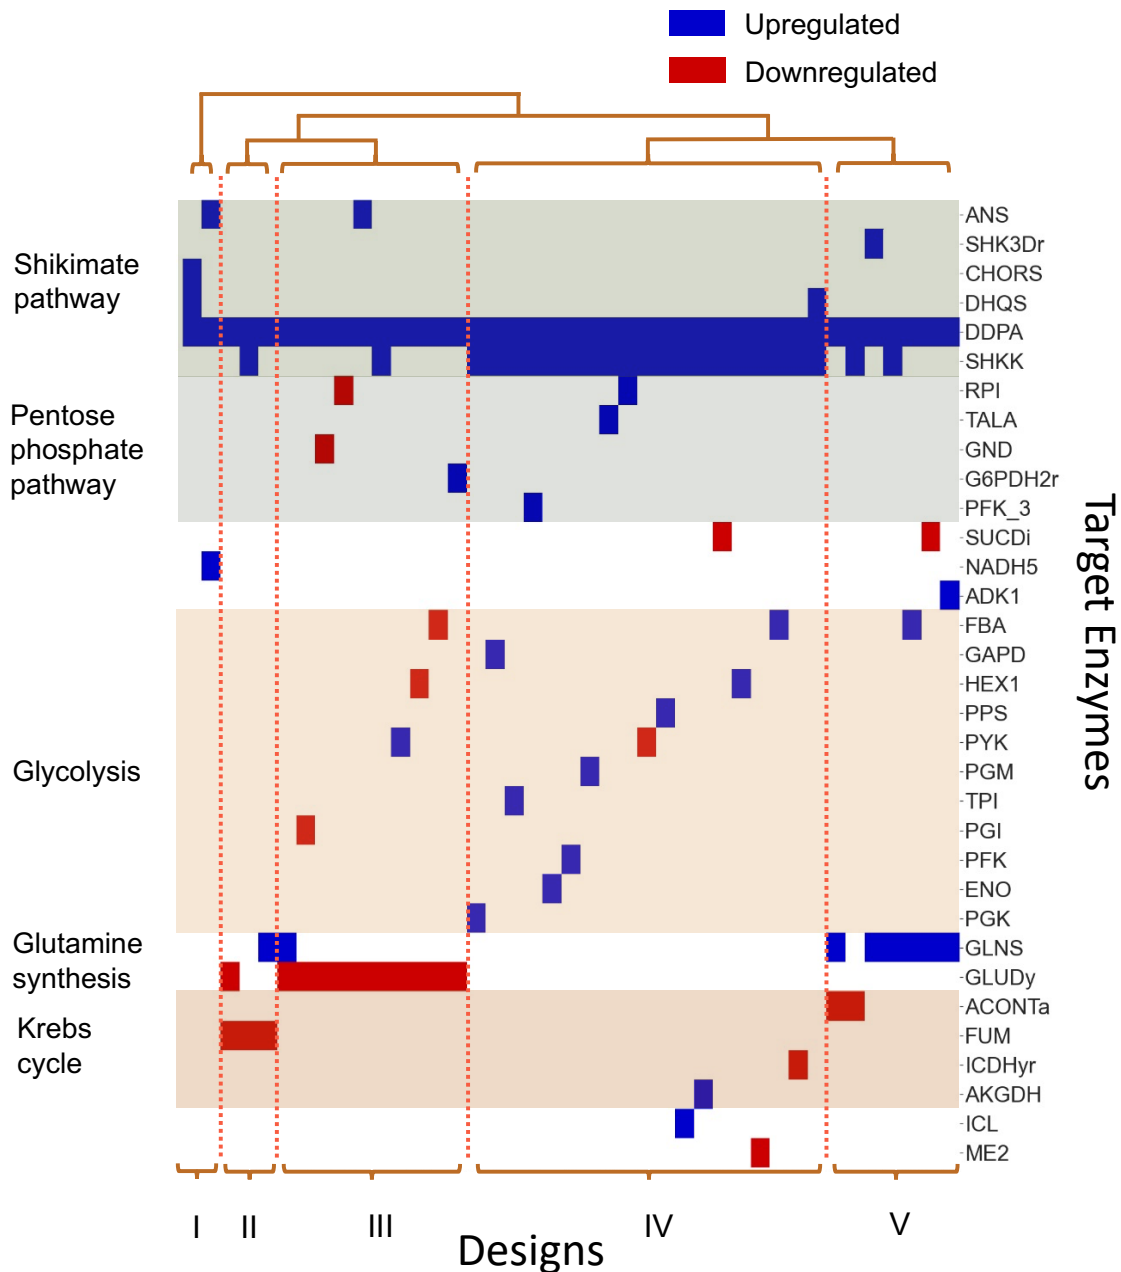 Upregulated
Downregulated
Shikimate
pathway
Pentose
phosphate
pathway
Glycolysis
Glutamine
synthesis
Krebs
cycle
ANS
SHK3Dr
CHORS
DHQS
DDPA
SHKK
RPI
TALA
GND
G6PDH2r
PFK_3
SUCDi
NADH5
ADK1
FBA
GAPD
HEX1
PPS
PYK
PGM
TPI
PGI
PFK
ENO
PGK
GLNS
GLUDy
ACONTa
FUM
ICDHyr
AKGDH
ICL
ME2
Target Enzymes
I II III IV V
Designs